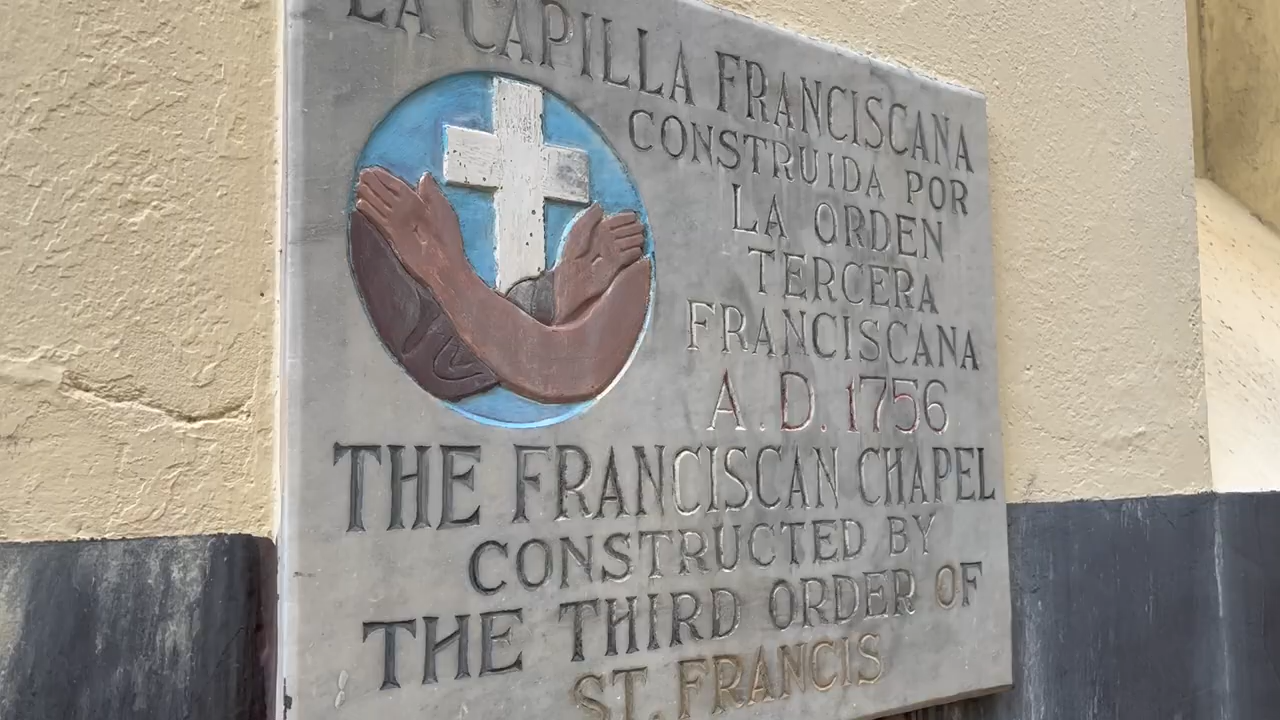 LA CAPILLA FRANCISCANA
CONSTRUIDA POR
LA ORDEN
TERCERA
FRANCISCANA
A.D. 1756
THE FRANCISCAN CHAPEL
CONSTRUCTED BY
THE THIRD ORDER OF
ST. FRANCIS